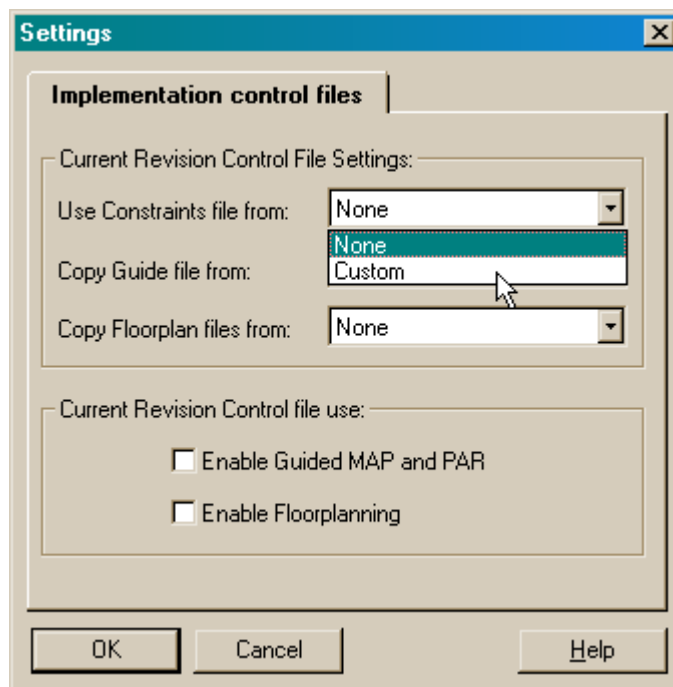 Settings
Implementation control files
Current Revision Control File Settings:
Use Constraints file from: None
None
Copy Guide file from: Custom
Copy Floorplan files from: None
Current Revision Control file use:
Enable Guided MAP and PAR
Enable Floorplanning
OK Cancel Help